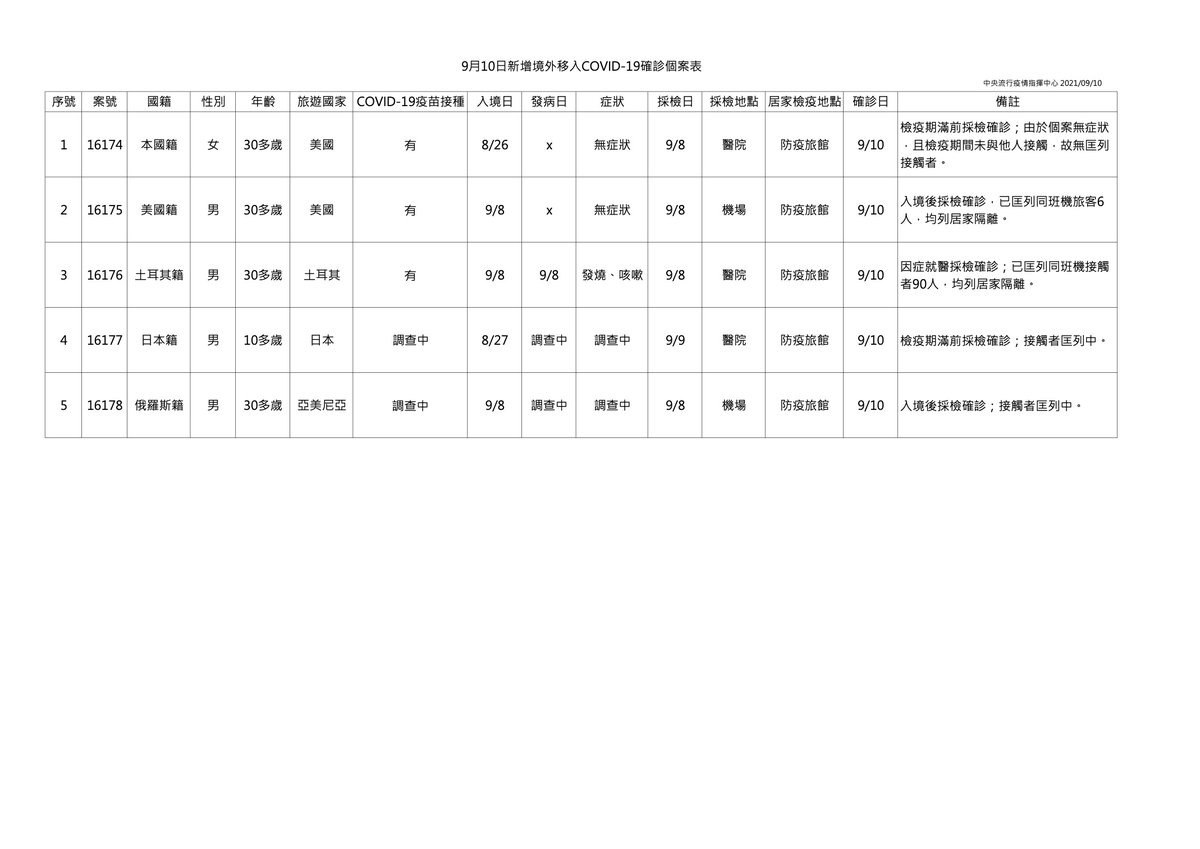 9月10日新增境外移入COVID-19確診個案表
中央流行疫情指揮中心 2021/09/10
序號 案號 國籍 性別 年齡 旅遊國家 COVID-19疫苗接種 入境日 發病日 症狀 採檢日 採檢地點 居家檢疫地點 確診日 備註
1 16174 本國籍 女 30多歲 美國 有 8/26 x 無症狀 9/8 醫院 防疫旅館 9/10 檢疫期滿前採檢確診；由於個案無症狀
，且檢疫期間未與他人接觸，故無匡列
接觸者。
2 16175 美國籍 男 30多歲 美國 有 9/8 x 無症狀 9/8 機場 防疫旅館 9/10 入境後採檢確診，已匡列同班機旅客6
人，均列居家隔離。
3 16176 土耳其籍 男 30多歲 土耳其 有 9/8 9/8 發燒、咳嗽 9/8 醫院 防疫旅館 9/10 因症就醫採檢確診；已匡列同班機接觸
者90人，均列居家隔離。
4 16177 日本籍 男 10多歲 日本 調查中 8/27 調查中 調查中 9/9 醫院 防疫旅館 9/10 檢疫期滿前採檢確診；接觸者匡列中。
5 16178 俄羅斯籍 男 30多歲 亞美尼亞 調查中 9/8 調查中 調查中 9/8 機場 防疫旅館 9/10 入境後採檢確診；接觸者匡列中。